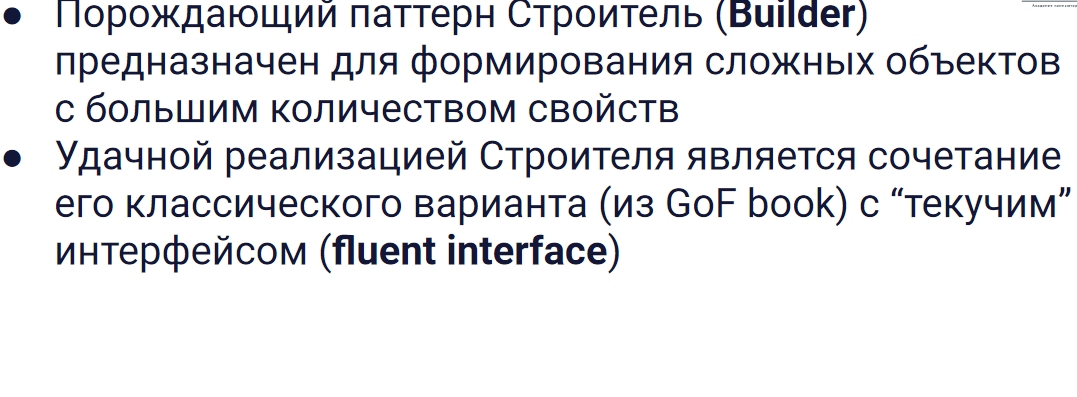 ● Порождающий паттерн Строитель (Builder)
предназначен для формирования сложных объектов
с большим количеством свойств
● Удачной реализацией Строителя является сочетание
его классического варианта (из GoF book) с “текучим”
интерфейсом (fluent interface)